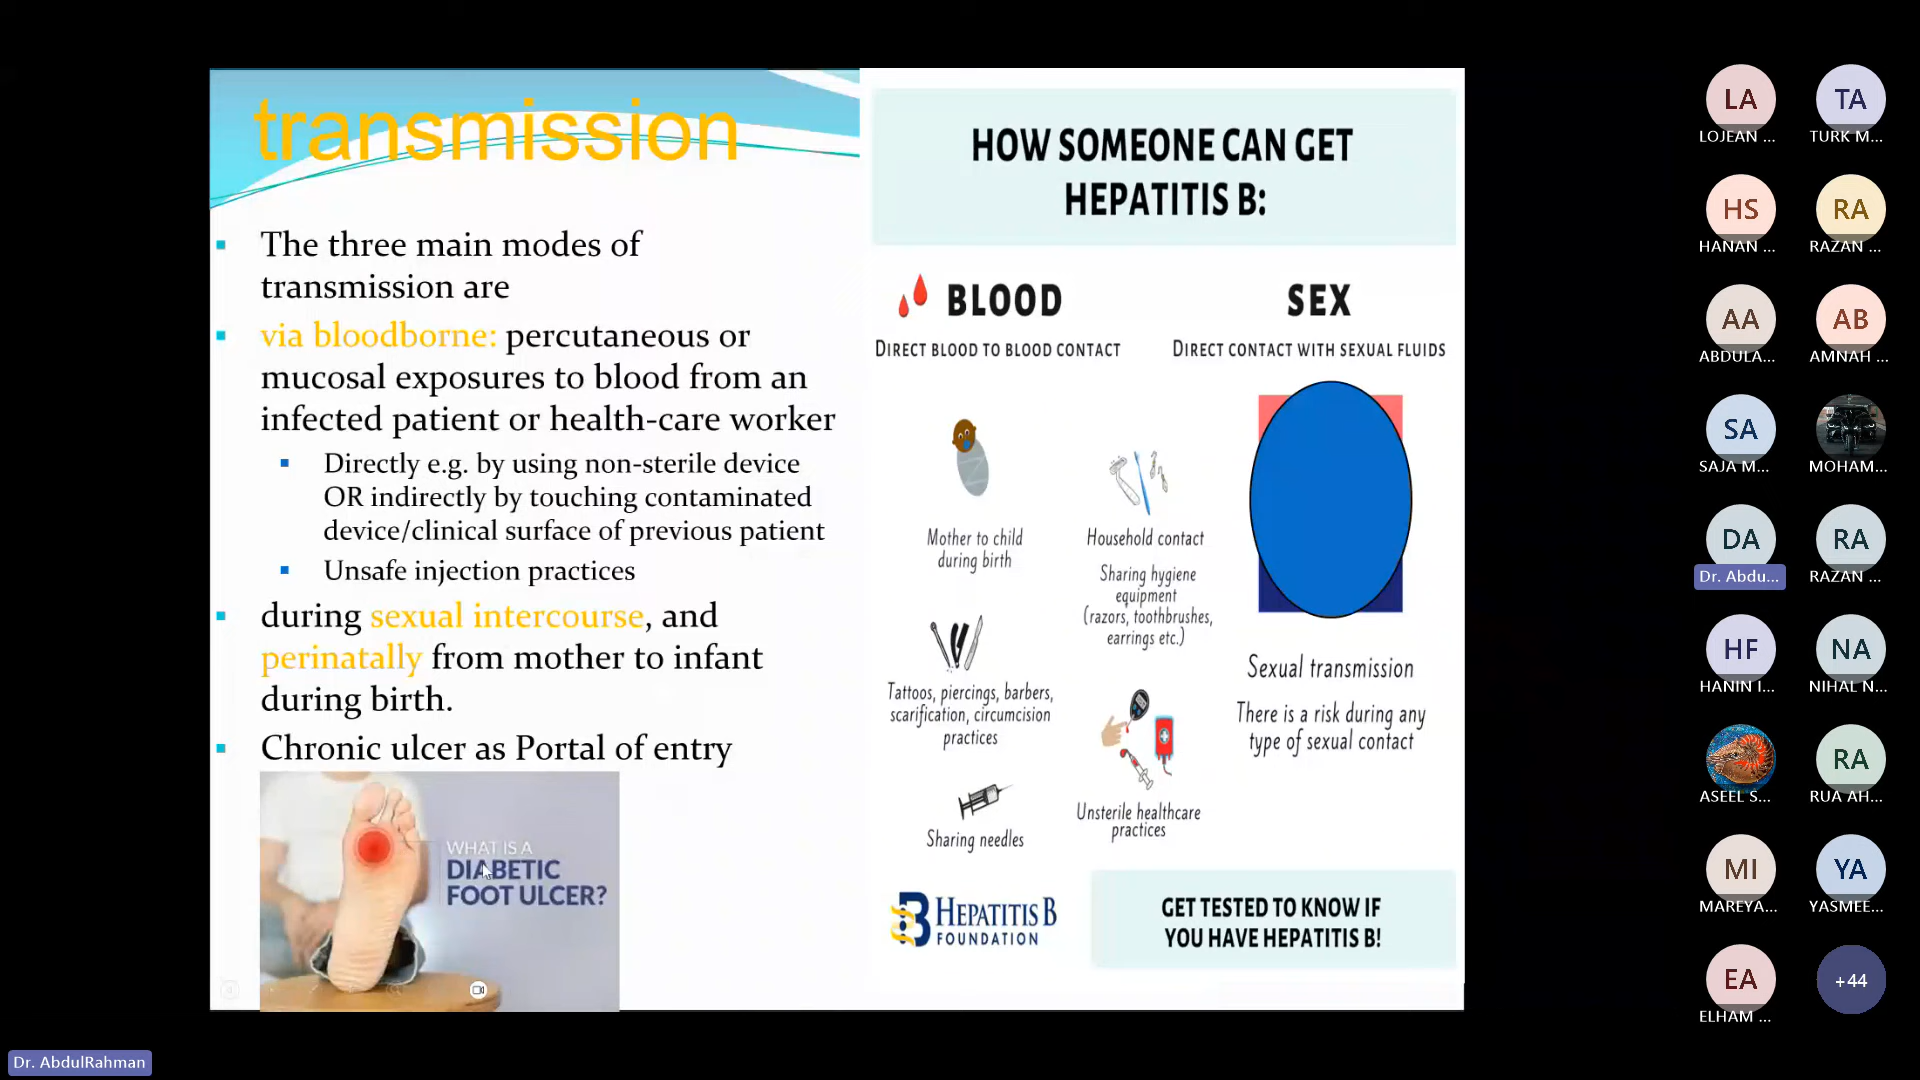 transmission
The three main modes of
transmission are
via bloodborne: percutaneous or
mucosal exposures to blood from an
infected patient or health-care worker
Directly e.g. by using non-sterile device
OR indirectly by touching contaminated
device/clinical surface of previous patient
Unsafe injection practices
during sexual intercourse, and
perinatally from mother to infant
during birth.
Chronic ulcer as Portal of entry
WHAT IS A
DIABETIC
FOOT ULCER?
HOW SOMEONE CAN GET
HEPATITIS B:
BLOOD
DIRECT BLOOD TO BLOOD CONTACT
Mother to child
during birth
Household contact
Sharing hygiene
equipment
(razors, toothbrushes,
earrings etc.)
Tattoos, piercings, barbers,
scarification, circumcision
practices
Unsterile healthcare
practices
Sharing needles
SEX
DIRECT CONTACT WITH SEXUAL FLUIDS
Sexual transmission
There is a risk during any
type of sexual contact
B HEPATITIS B
FOUNDATION
GET TESTED TO KNOW IF
YOU HAVE HEPATITIS B!
LA
LOJEAN ...
TA
TURK M...
HS
HANAN ...
RA
RAZAN ...
AA
ABDULA...
AB
AMNAH ...
SA
SAJA M...
MOHAM...
DA
Dr. Abdu...
RA
RAZAN ...
HF
HANIN I...
NA
NIHAL N...
ASEEL S...
RA
RUA AH...
MI
MAREYA...
YA
YASMEE...
EA
ELHAM ...
+44
Dr. AbdulRahman